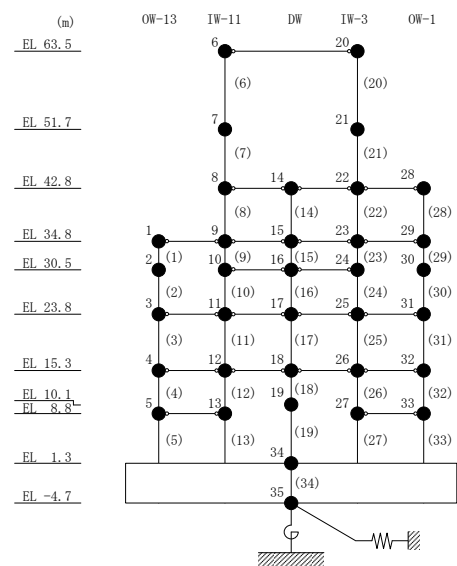 (m) OW-13 IW-11 DW IW-3 OW-1
EL 63.5 6 20
(6) (20)
EL 51.7 7 21
(7) (21)
EL 42.8 8 14 22 28
(8) (14) (22) (28)
EL 34.8 1 9 15 23 29
(1) (9) (15) (23) (29)
EL 30.5 2 10 16 24 30
(2) (10) (16) (24) (30)
EL 23.8 3 11 17 25 31
(3) (11) (17) (25) (31)
EL 15.3 4 12 18 26 32
(4) (12) (18) (26) (32)
EL 10.1 19
EL 8.8 5 13 27 33
(5) (13) (19) (27) (33)
EL 1.3 34
(34)
EL -4.7 35